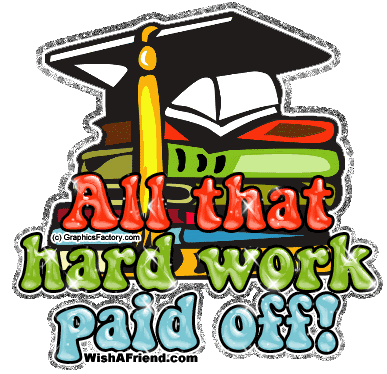 All that
(c) GraphicsFactory.com
hard work
paid off!
WishAFriend.com